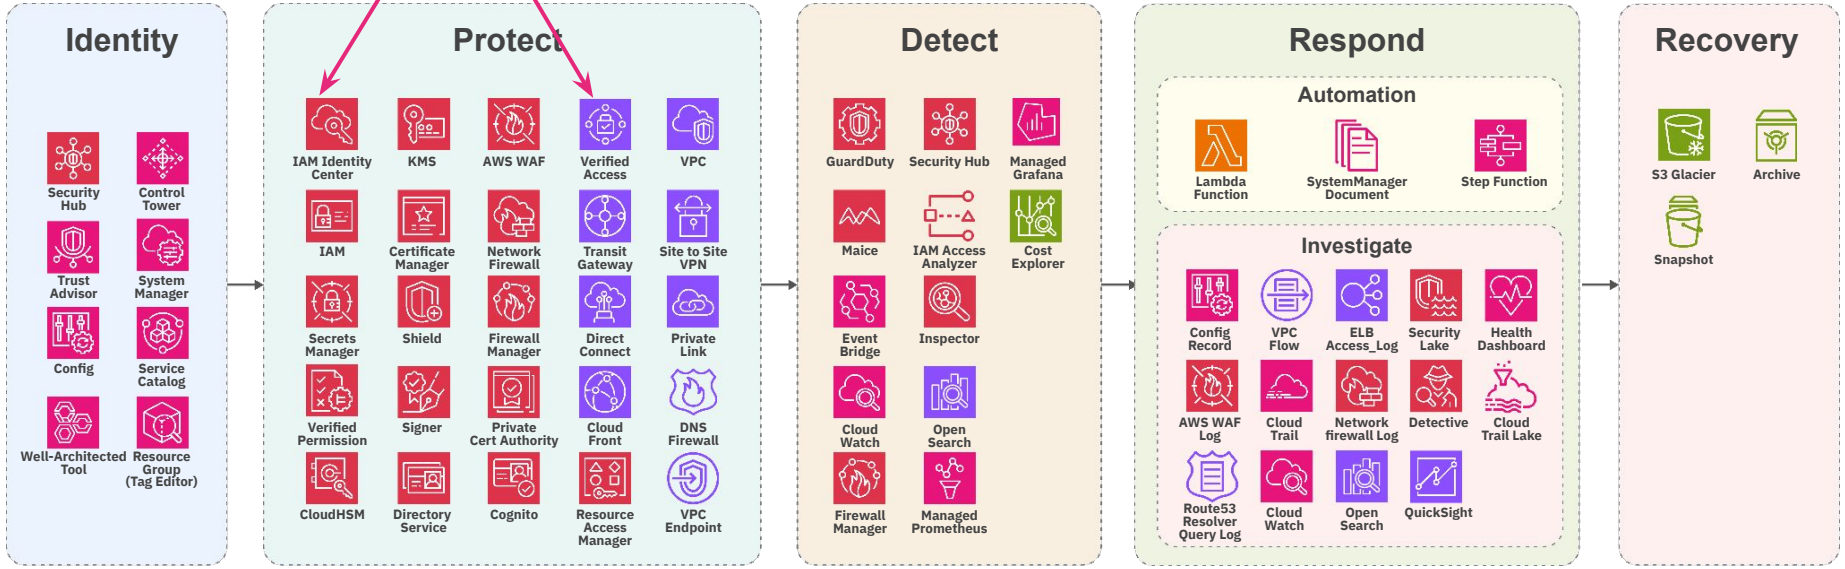 Identity
Security
Hub
Control
Tower
Trust
Advisor
System
Manager
Config
Service
Catalog
Well-Architected
Tool
Resource
Group
(Tag Editor)
Protect
IAM Identity
Center
KMS
AWS WAF
Verified
Access
VPC
IAM
Certificate
Manager
Network
Firewall
Transit
Gateway
Site to Site
VPN
Secrets
Manager
Shield
Firewall
Manager
Direct
Connect
Private
Link
Verified
Permission
Signer
Private
Cert Authority
Cloud
Front
DNS
Firewall
CloudHSM
Directory
Service
Cognito
Resource
Access
Manager
VPC
Endpoint
Detect
GuardDuty
Security Hub
Managed
Grafana
Maice
IAM Access
Analyzer
Cost
Explorer
Event
Bridge
Inspector
Cloud
Watch
Open
Search
Firewall
Manager
Managed
Prometheus
Respond
Automation
Lambda
Function
SystemManager
Document
Step Function
Investigate
Config
Record
VPC
Flow
ELB
Access_Log
Security
Lake
Health
Dashboard
AWS WAF
Log
Cloud
Trail
Network
firewall Log
Detective
Cloud
Trail Lake
Route53
Resolver
Query Log
Cloud
Watch
Open
Search
QuickSight
Recovery
S3 Glacier
Archive
Snapshot